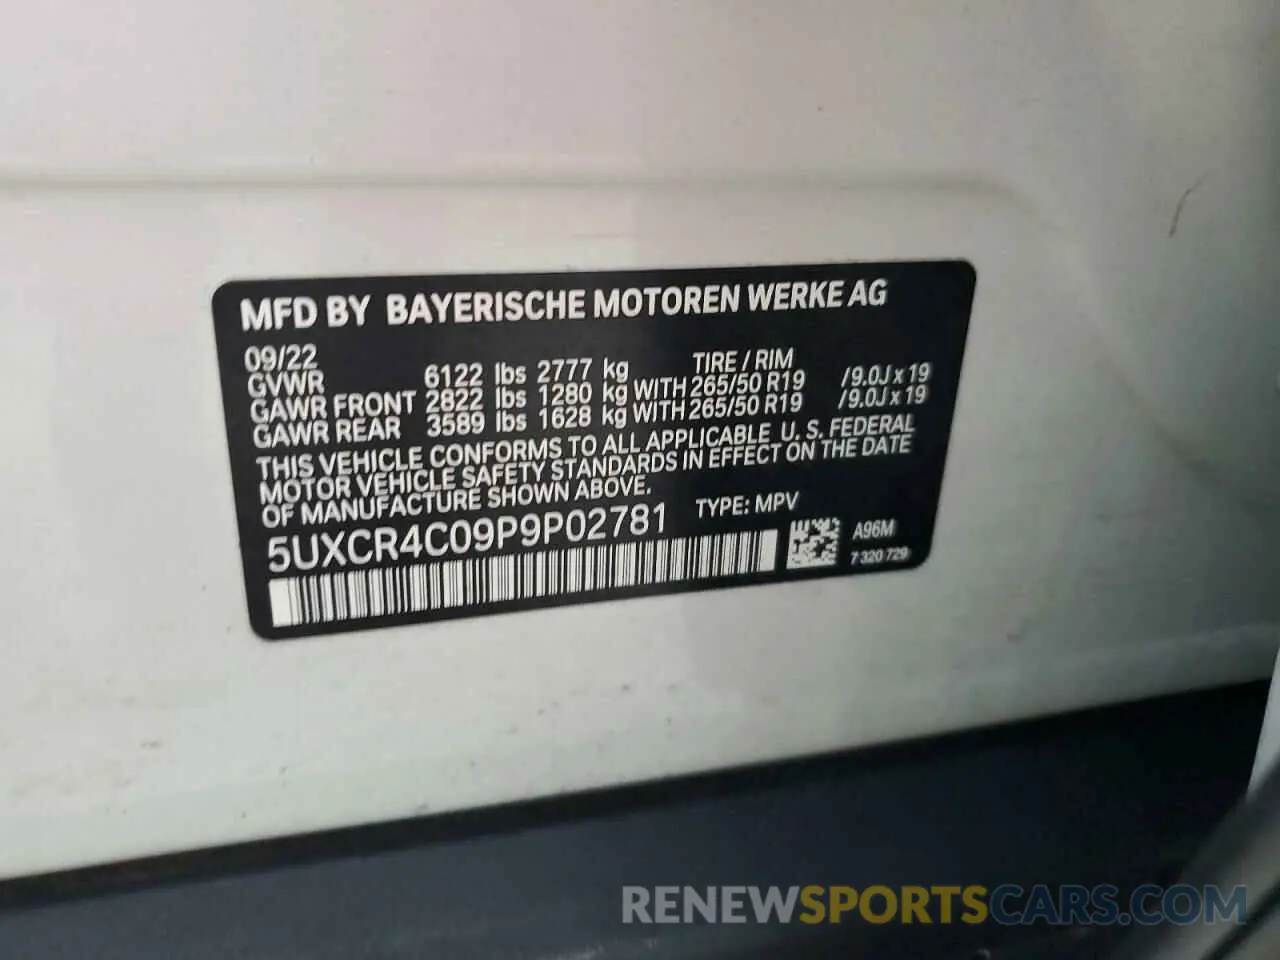 MFD BY BAYERISCHE MOTOREN WERKE AG
09/22 TIRE / RIM
GVWR 6122 lbs 2777 kg
GAWR FRONT 2822 lbs 1280 kg WITH 265/50 R19 /9.0J x 19
GAWR REAR 3589 lbs 1628 kg WITH 265/50 R19 /9.0J x 19
THIS VEHICLE CONFORMS TO ALL APPLICABLE U. S. FEDERAL
MOTOR VEHICLE SAFETY STANDARDS IN EFFECT ON THE DATE
OF MANUFACTURE SHOWN ABOVE.
5UXCR4C09P9P02781 TYPE: MPV
A96M
7 320 729
RENEWSPORTSCARS.COM